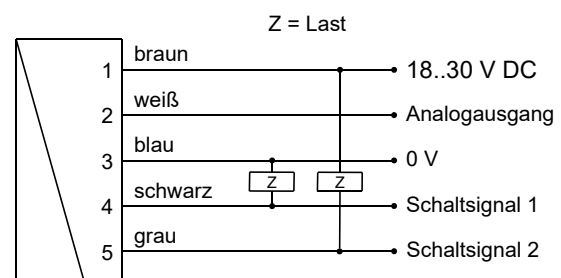 Z = Last
braun
1
18..30 V DC
weiß
2
Analogausgang
blau
3
0 V
Z
Z
schwarz
4
Schaltsignal 1
grau
5
Schaltsignal 2